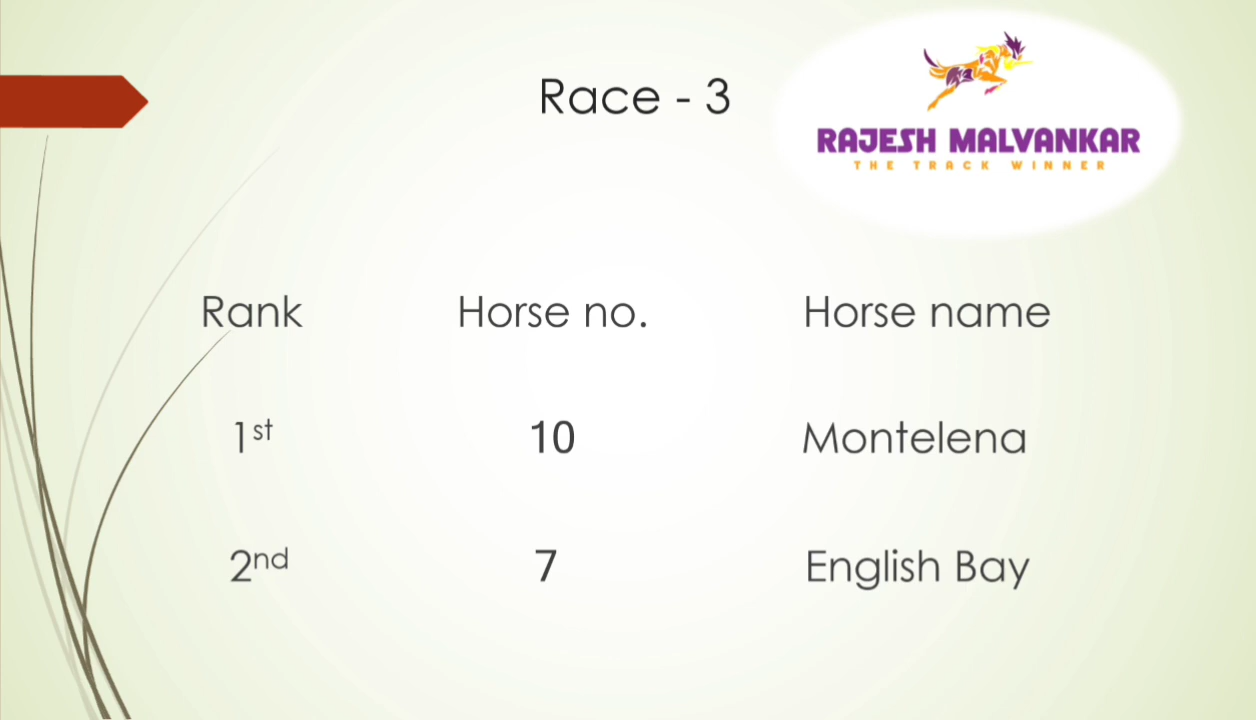 Race - 3
RAJESH MALVANKAR
THE TRACK WINNER
Rank Horse no. Horse name
1st 10 Montelena
2nd 7 English Bay